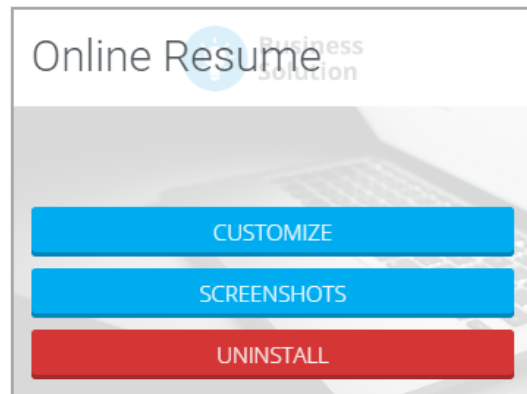 Online Resume
Business
Solution
CUSTOMIZE
SCREENSHOTS
UNINSTALL